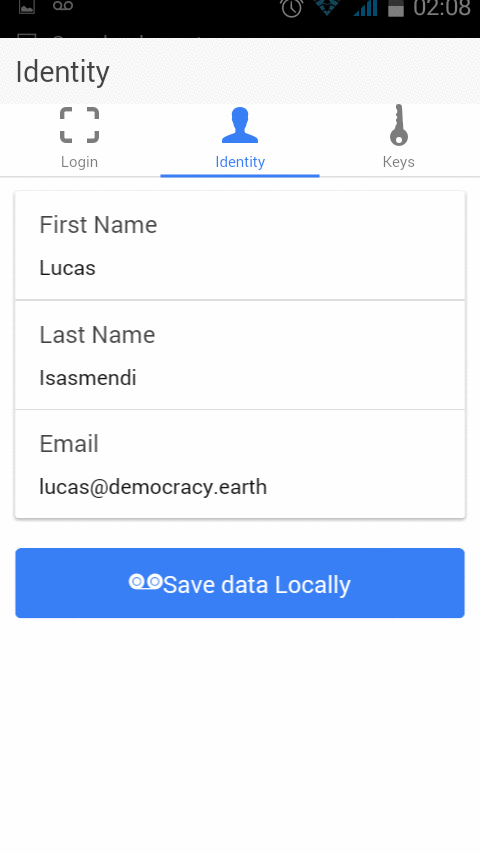 02:08
Identity
Login Identity Keys
First Name
Lucas
Last Name
Isasmendi
Email
lucas@democracy.earth
Save data Locally